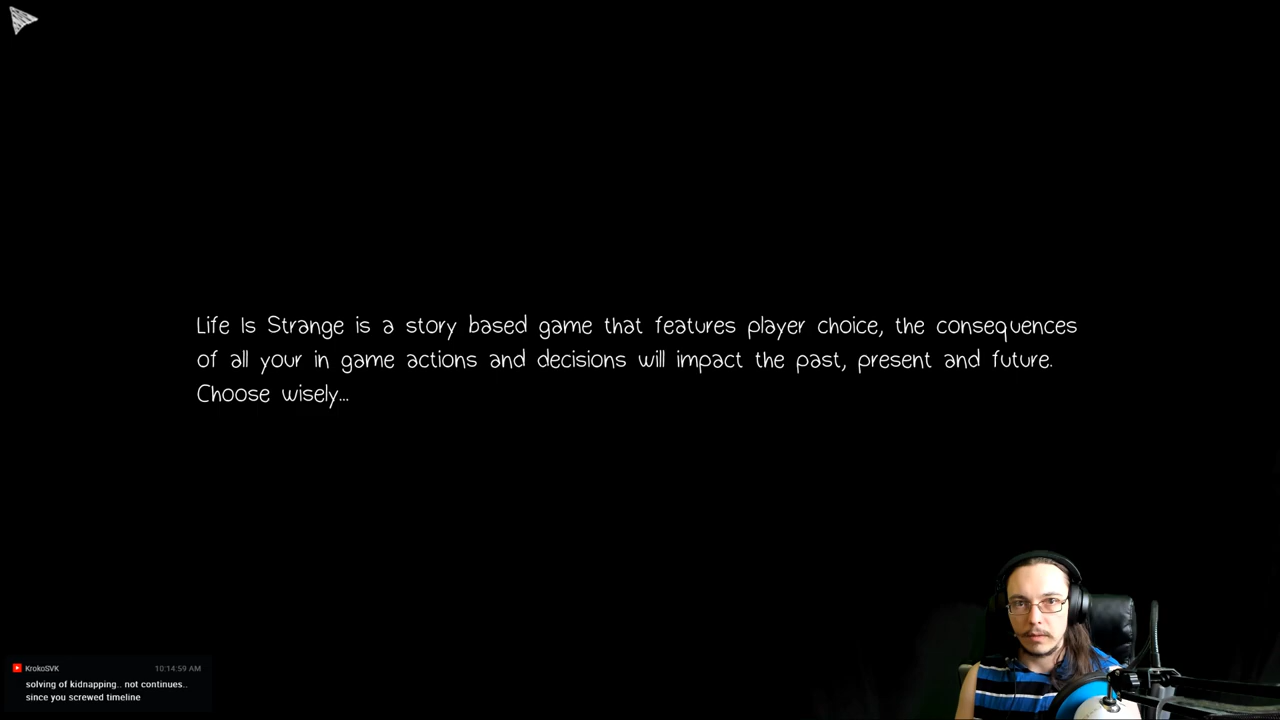 Life Is Strange is a story based game that features player choice, the consequences
of all your in game actions and decisions will impact the past, present and future.
Choose wisely...
KrokoSVK 10:14:59 AM
solving of kidnapping.. not continues..
since you screwed timeline